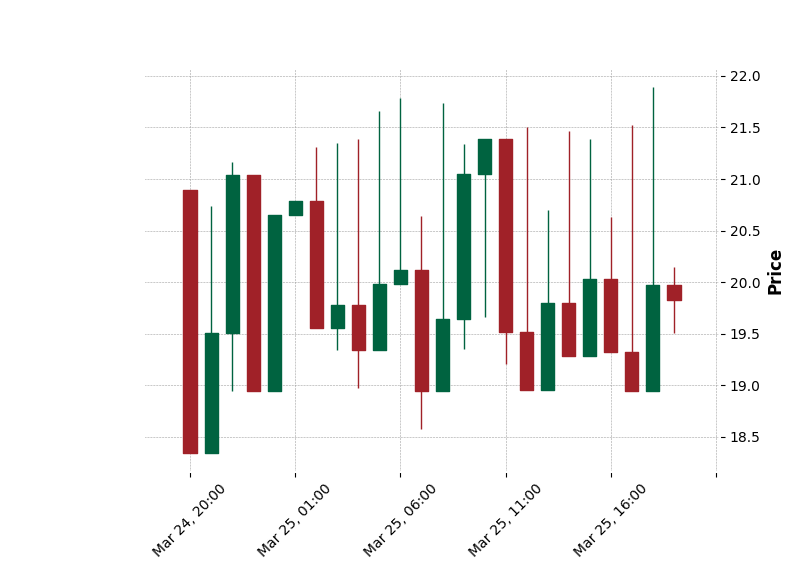 22.0
21.5
21.0
20.5
20.0
19.5
19.0
18.5
Price
Mar 24, 20:00
Mar 25, 01:00
Mar 25, 06:00
Mar 25, 11:00
Mar 25, 16:00